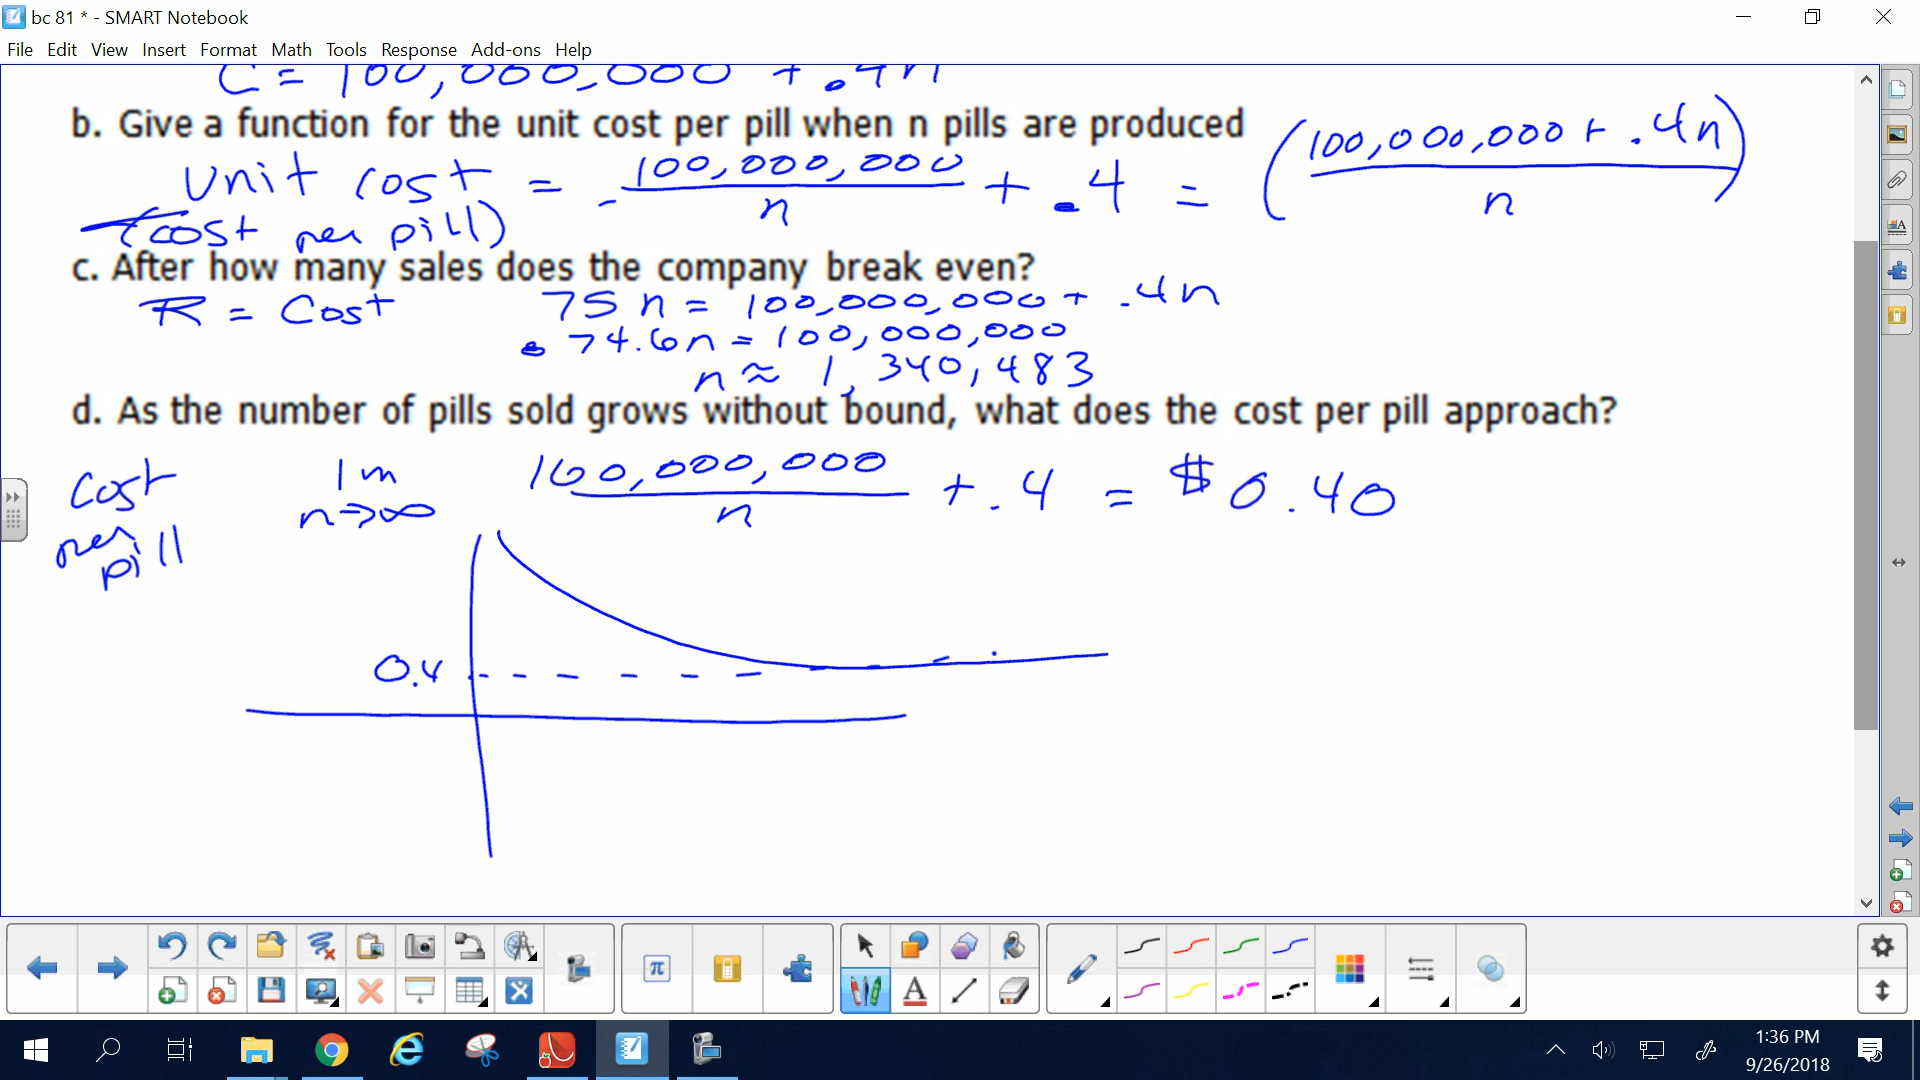 bc 81 * - SMART Notebook
File Edit View Insert Format Math Tools Response Add-ons Help
C = 100,000,000 + .4n
b. Give a function for the unit cost per pill when n pills are produced
Unit cost = 100,000,000 / n + .4 = (100,000,000 + .4n / n)
(cost per pill)
c. After how many sales does the company break even?
R = Cost 75n = 100,000,000 + .4n
74.6n = 100,000,000
n ≈ 1,340,483
d. As the number of pills sold grows without bound, what does the cost per pill approach?
Cost per pill lim n→∞ 100,000,000 / n + .4 = $0.40
0.4
π
A
1:36 PM
9/26/2018